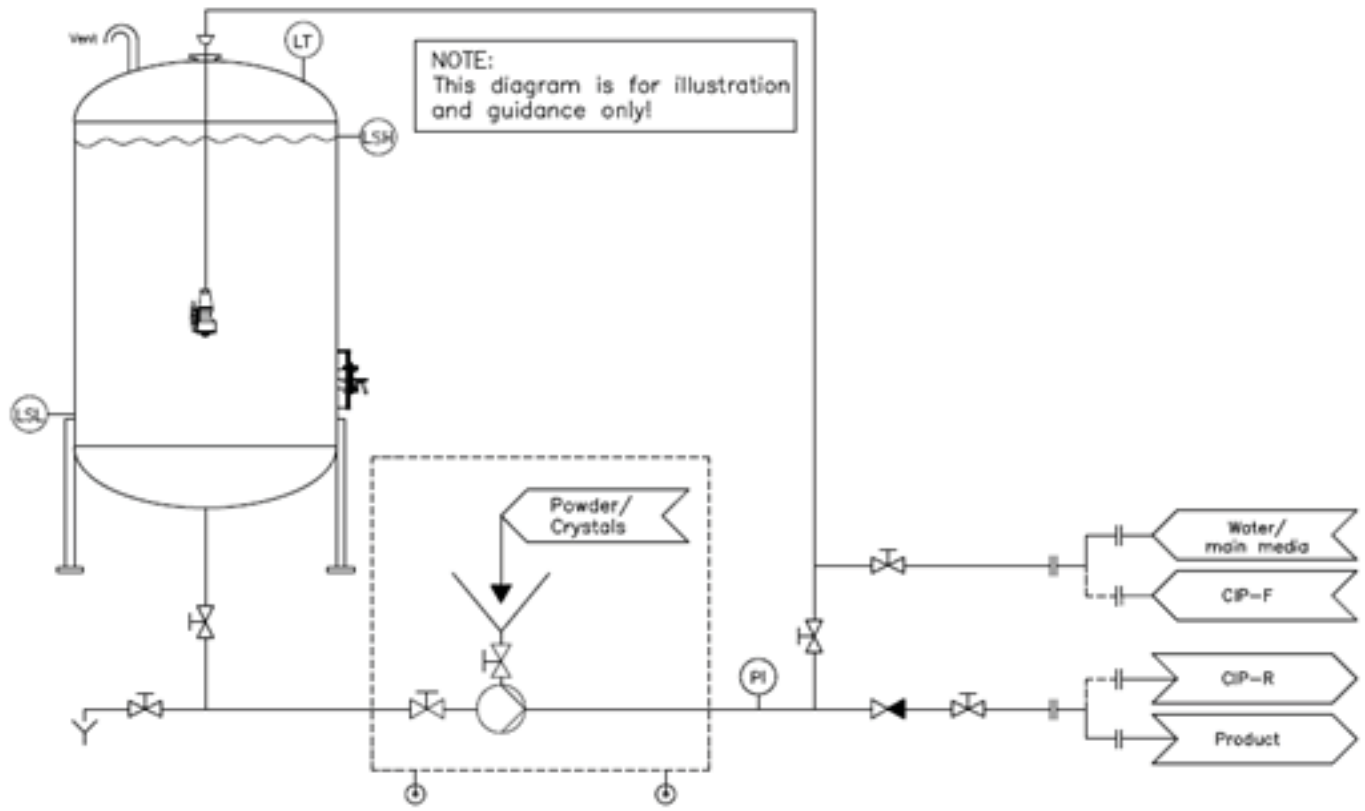 Vent
LT
NOTE:
This diagram is for illustration
and guidance only!
LSH
LSL
Powder/
Crystals
Water/
main media
CIP-F
PI
CIP-R
Product